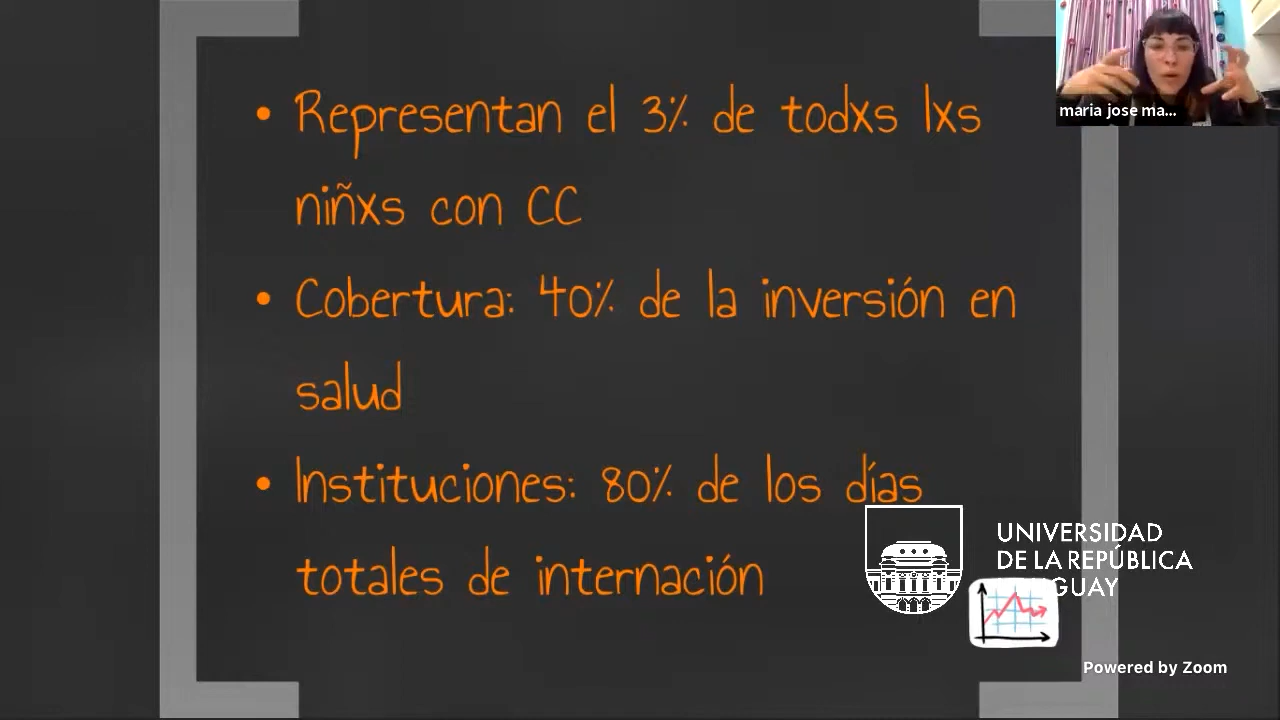 • Representan el 3% de todxs lxs
niñxs con CC
• Cobertura: 40% de la inversión en
salud
• Instituciones: 80% de los días
totales de internación
maria jose ma...
UNIVERSIDAD
DE LA REPÚBLICA
Powered by Zoom